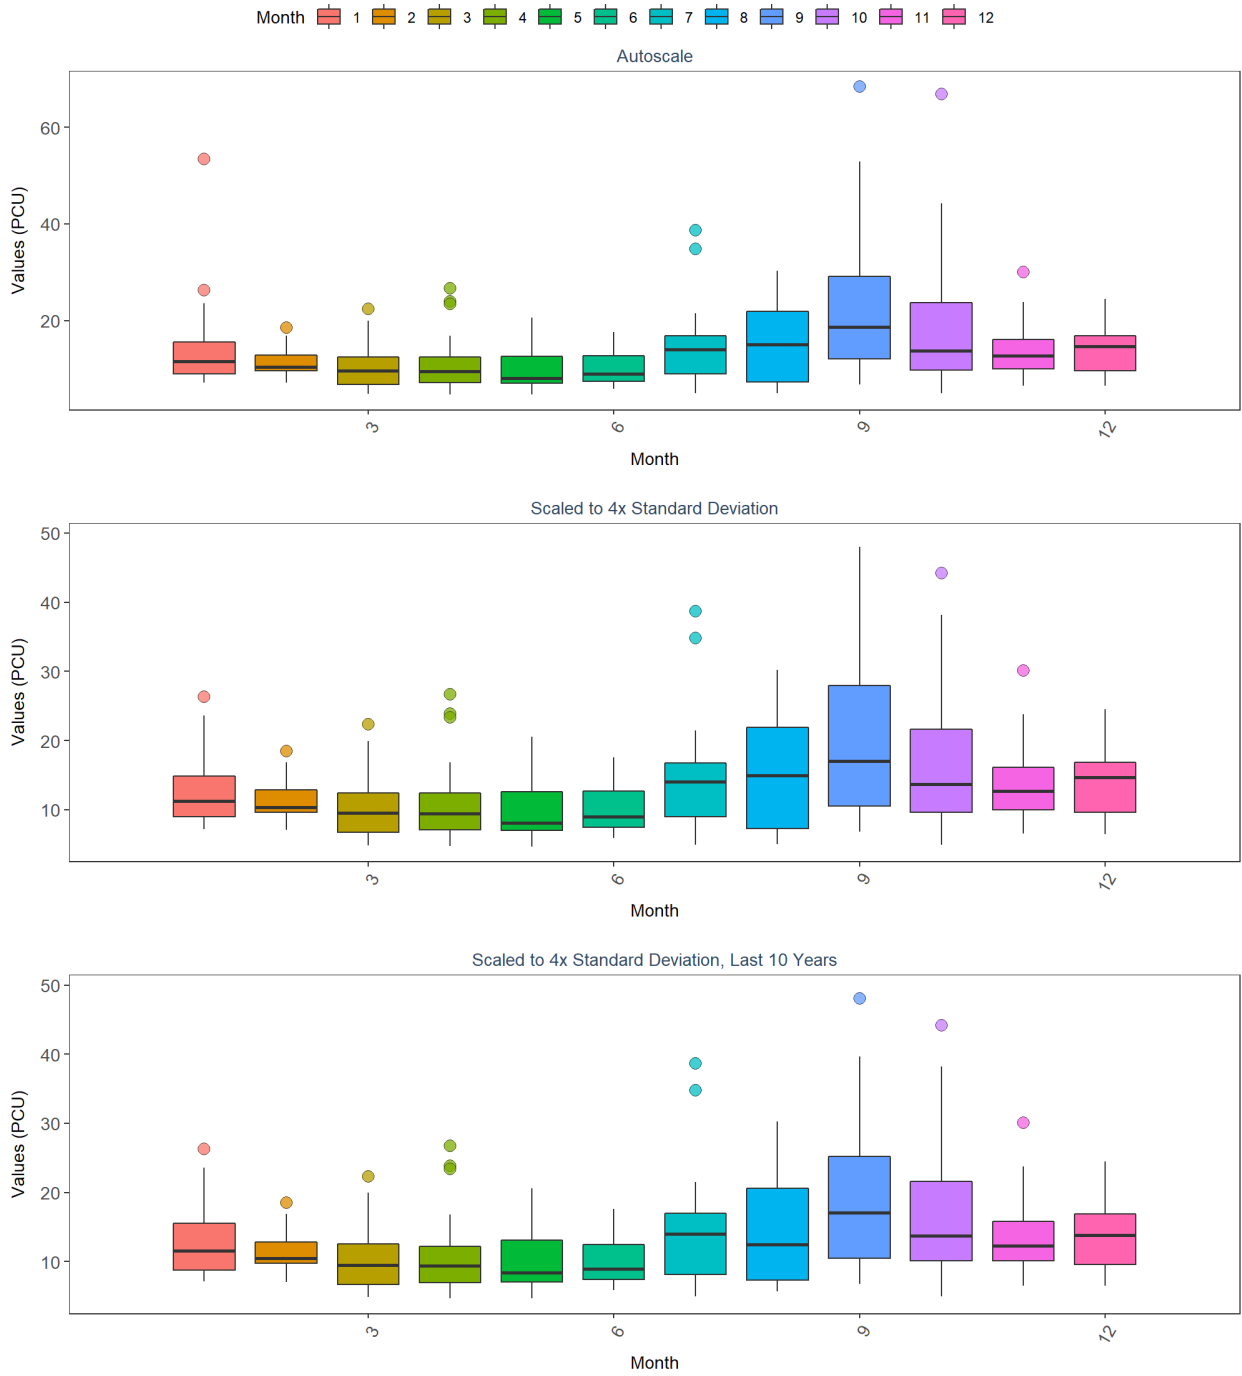 Month 1 2 3 4 5 6 7 8 9 10 11 12
Autoscale
Values (PCU)
60
40
20
3 6 9 12
Month
Scaled to 4x Standard Deviation
Values (PCU)
50
40
30
20
10
3 6 9 12
Month
Scaled to 4x Standard Deviation, Last 10 Years
Values (PCU)
50
40
30
20
10
3 6 9 12
Month